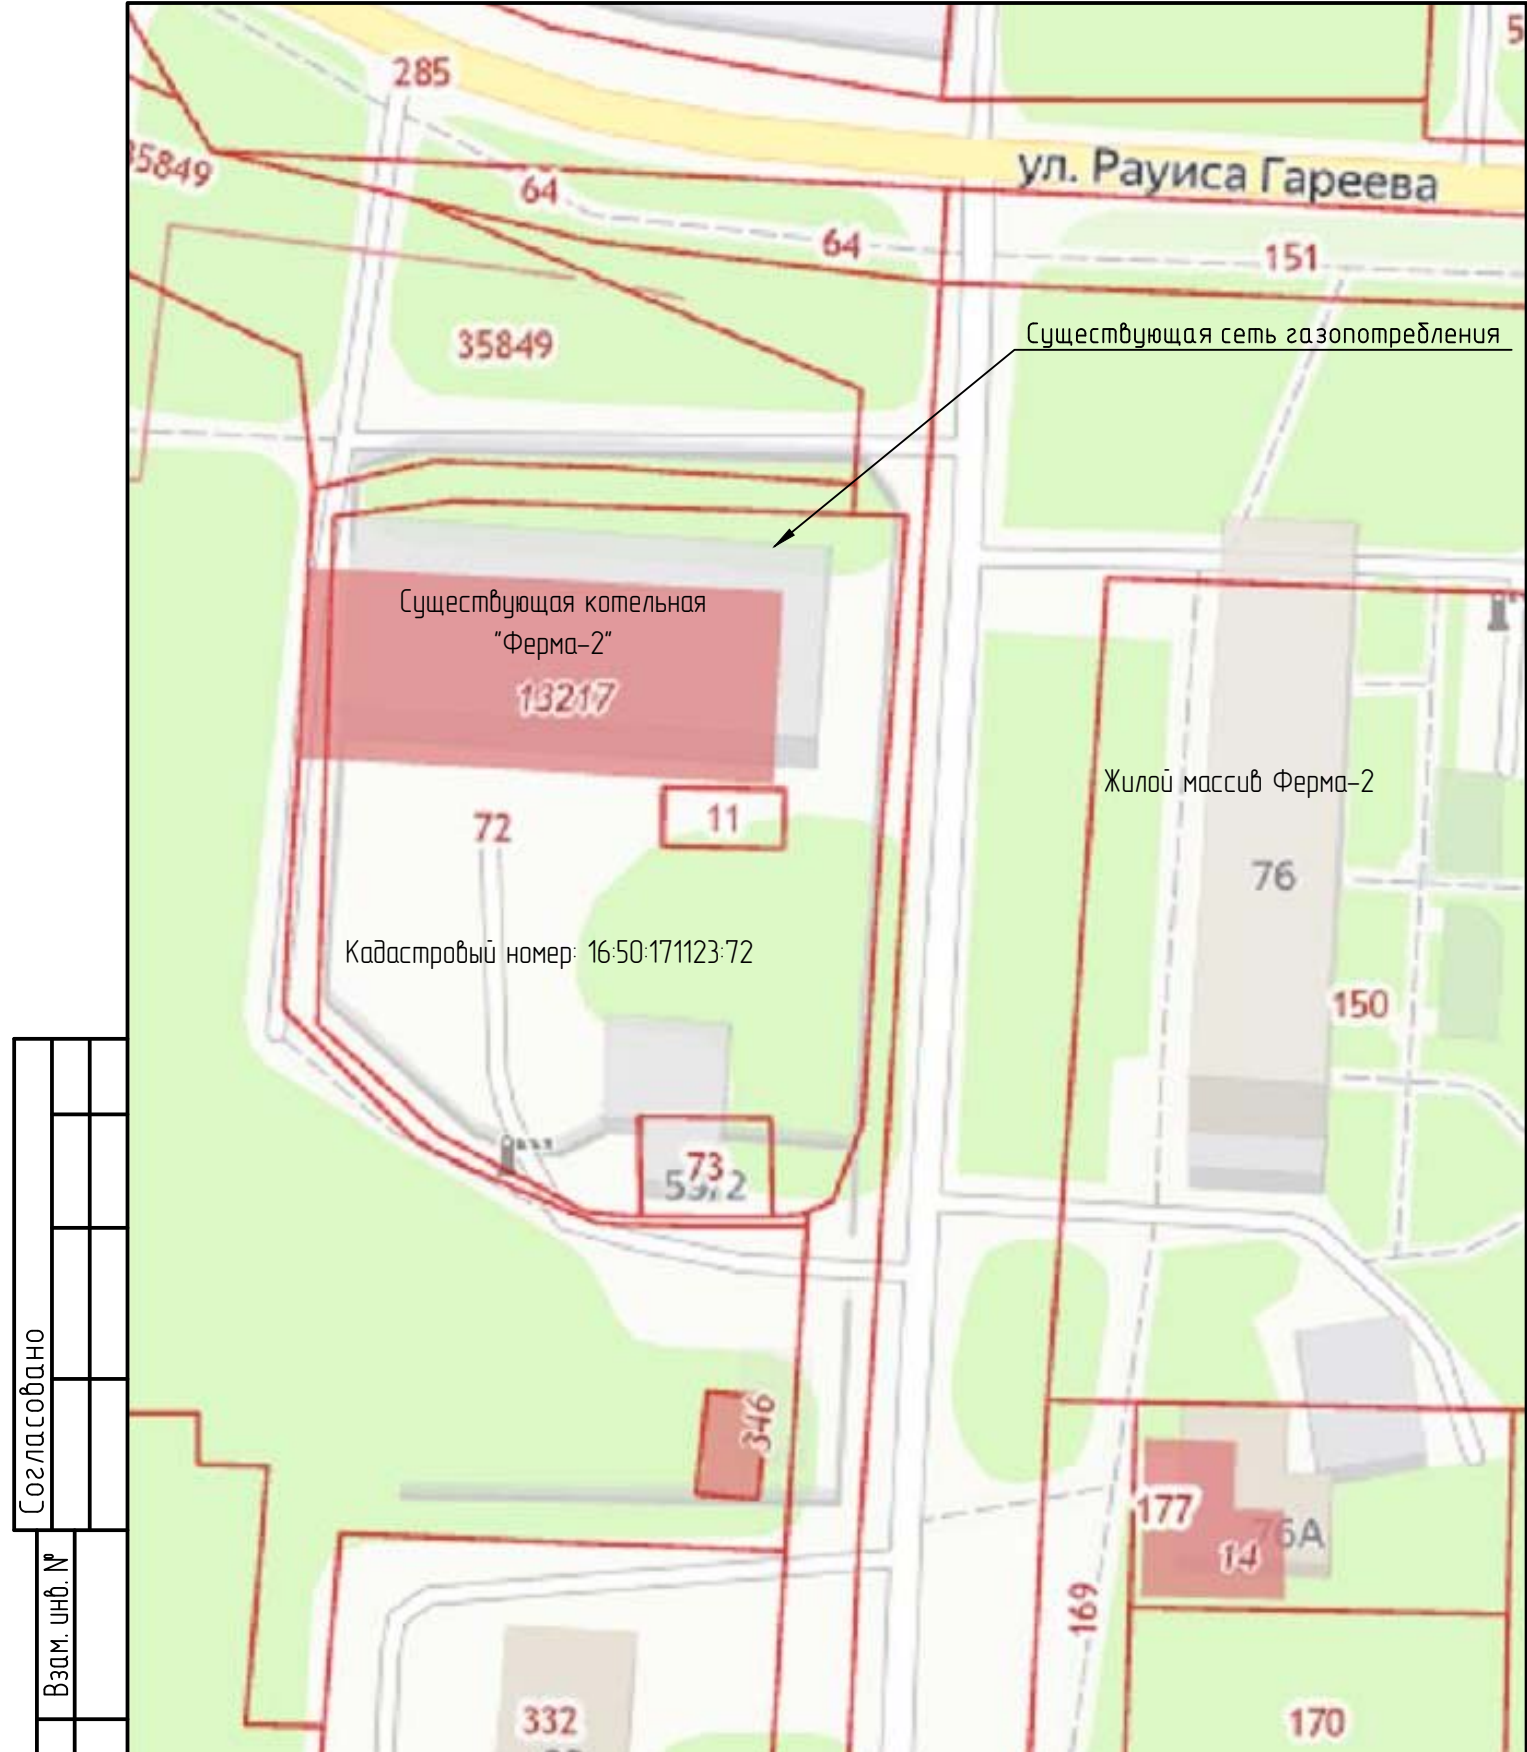 285
ул. Рауиса Гареева
35849
64
64
151
35849
Существующая сеть газопотребления
Существующая котельная
"Ферма-2"
13217
Жилой массив Ферма-2
11
72
76
Кадастровый номер: 16:50:171123:72
150
73
346
177
76А
14
169
332
170
Согласовано
Взам. инв. №